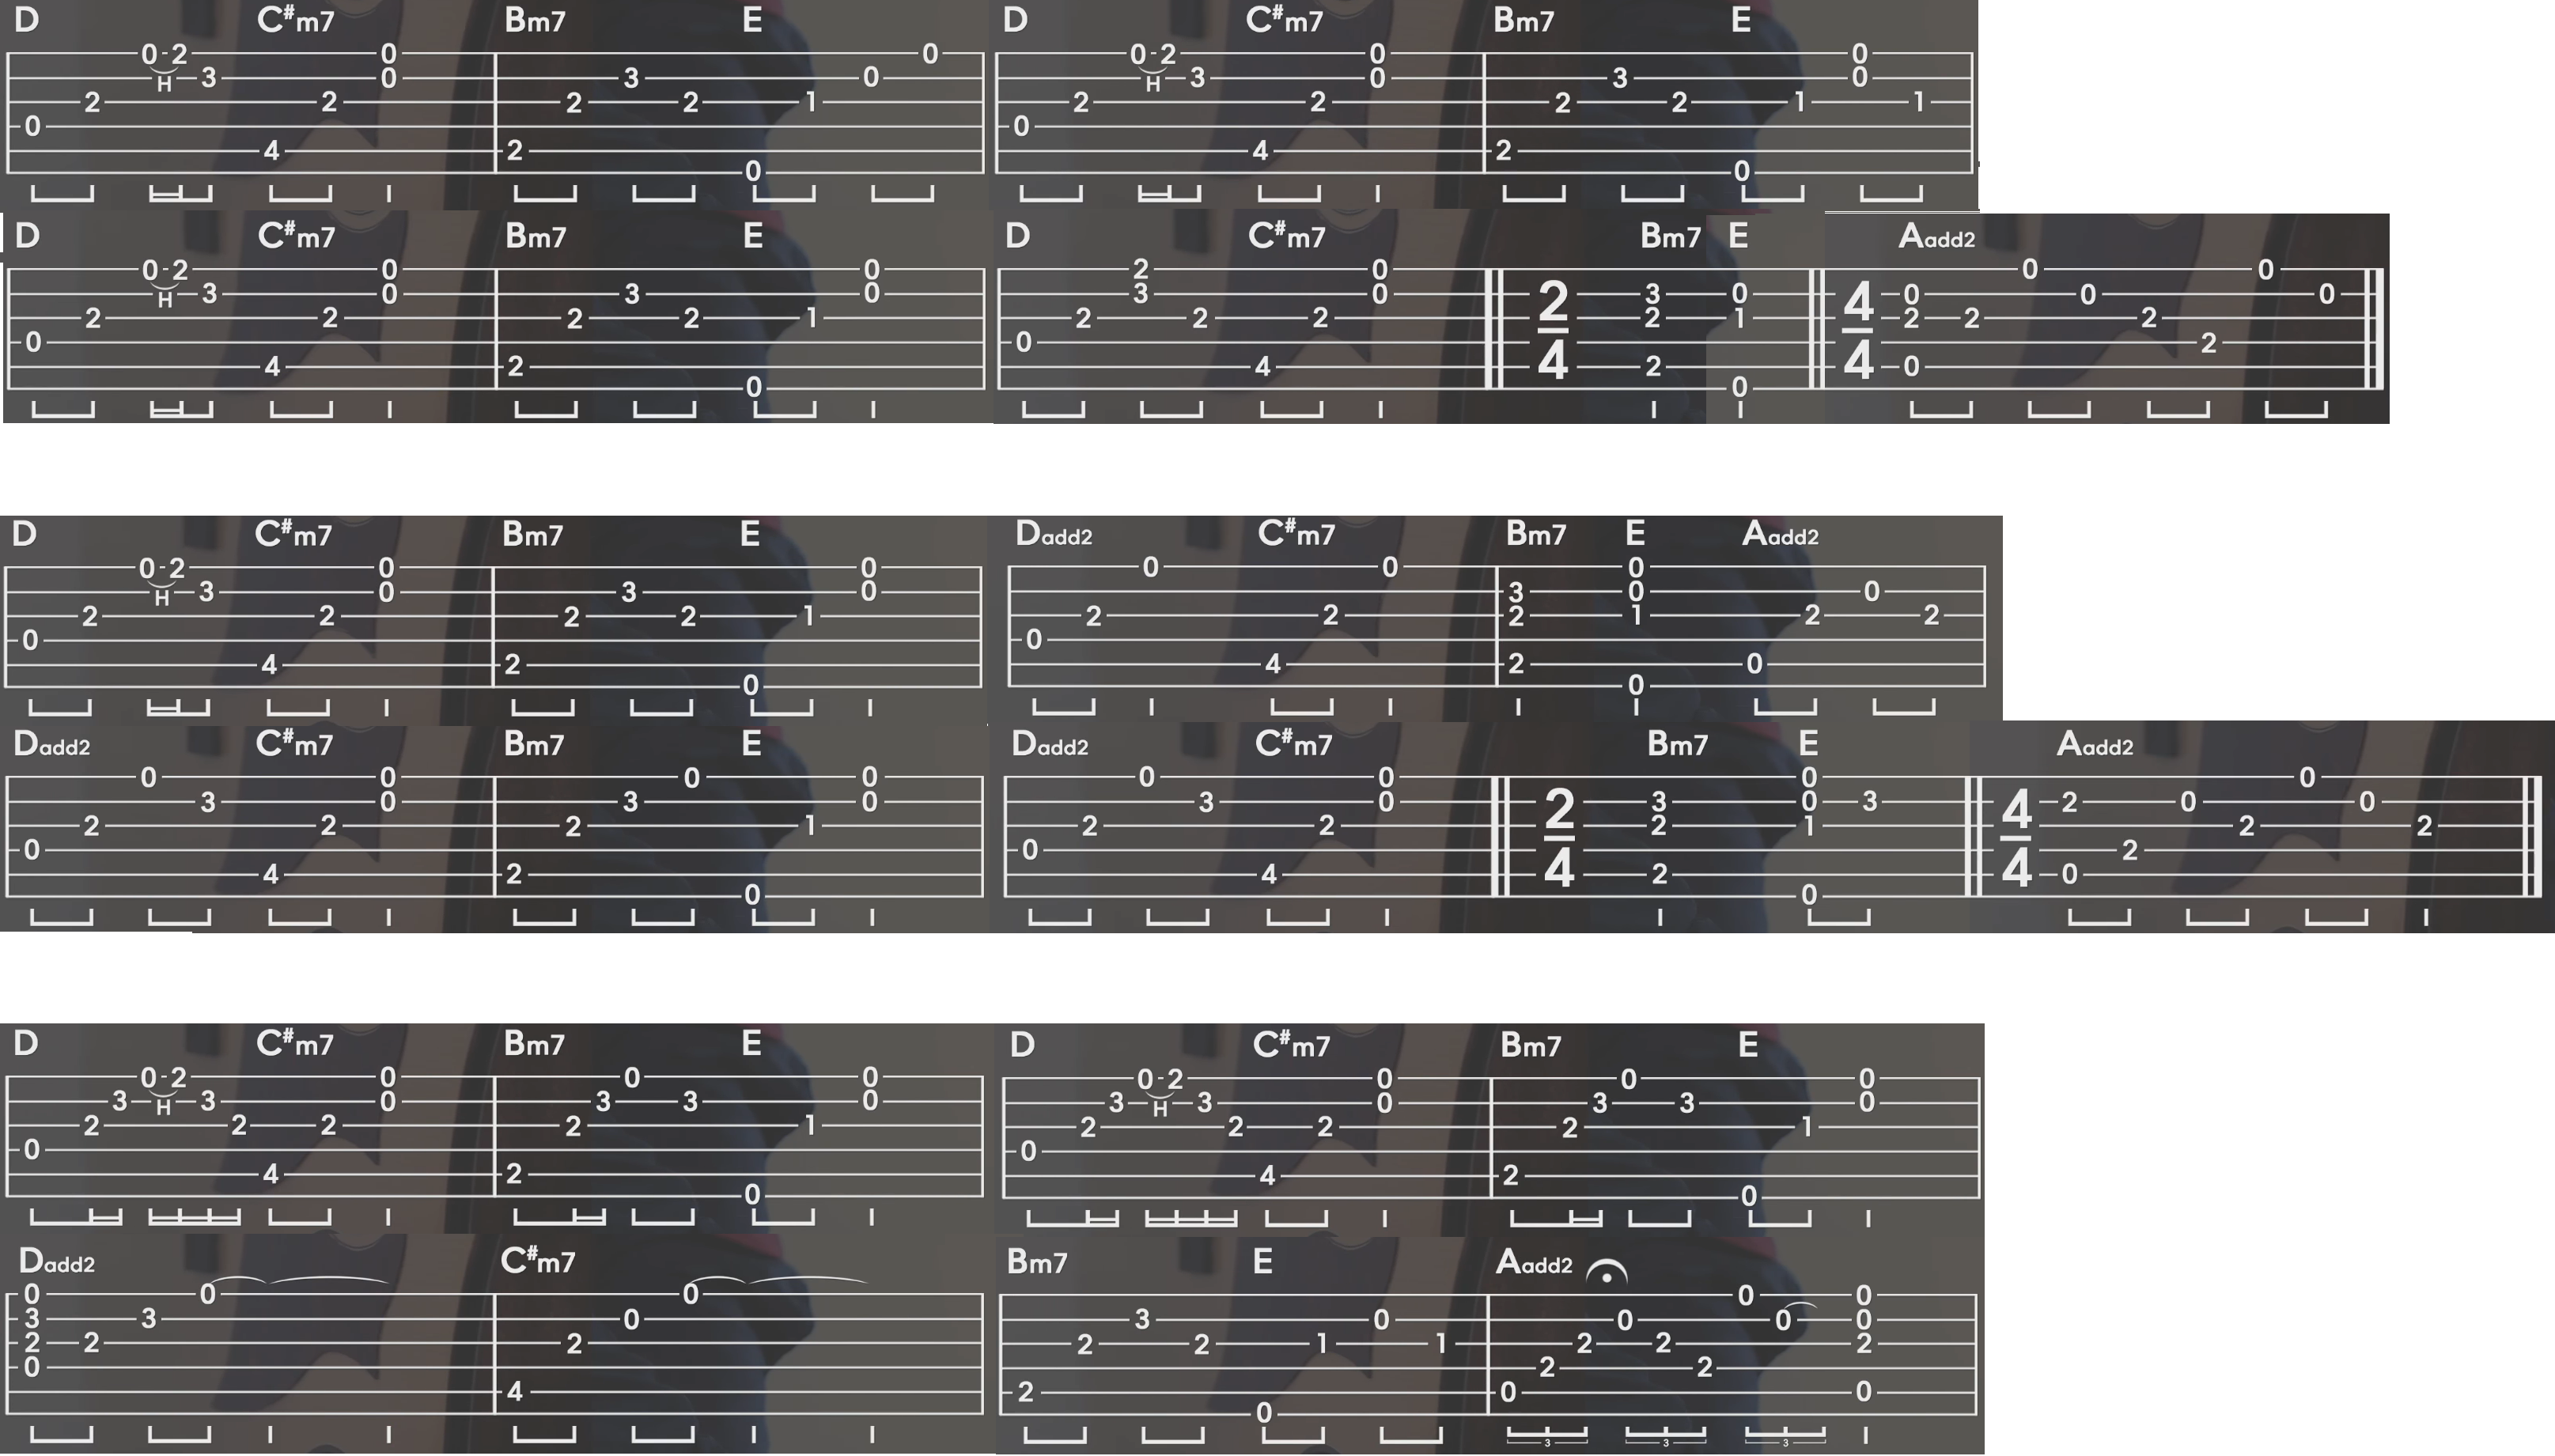 D C#m7 Bm7 E D C#m7 Bm7 E
0-2 0 0 0-2 0 0
H 3 0 3 0 H 3 0 3 0
2 2 2 2 1 2 2 2 2 1 1
0 0
4 2 4 2
0 0
D C#m7 Bm7 E D C#m7 Bm7 E Aadd2
0-2 0 0 2 0 0 0
H 3 0 3 0 3 0 2 3 0 4 0 0 0
2 2 2 2 1 2 2 2 2 1 2 2 2
0 0 2
4 2 4 4 2 4 0
0 0
D C#m7 Bm7 E Dadd2 C#m7 Bm7 E Aadd2
0-2 0 0 0 0 0
H 3 0 3 0 3 0 0
2 2 2 2 1 2 2 2 1 2 2
0 0
4 2 4 2 0
0 0
Dadd2 C#m7 Bm7 E Dadd2 C#m7 Bm7 E Aadd2
0 0 0 0 0 0 0 0
3 0 3 0 3 0 2 3 0 3 4 2 0 0
2 2 2 1 2 2 2 1 2 2
0 0 2
4 2 4 4 2 4 0
0 0
D C#m7 Bm7 E D C#m7 Bm7 E
0-2 0 0 0 0-2 0 0 0
3 H 3 0 3 3 0 3 H 3 0 3 3 0
2 2 2 2 1 2 2 2 2 1
0 0
4 2 4 2
0 0
Dadd2 C#m7 Bm7 E Aadd2
0 0 0 0 0
3 3 0 3 0 0 0 0
2 2 2 2 2 1 1 2 2 2
0 2 2
4 2 0 0
0
3 3 3